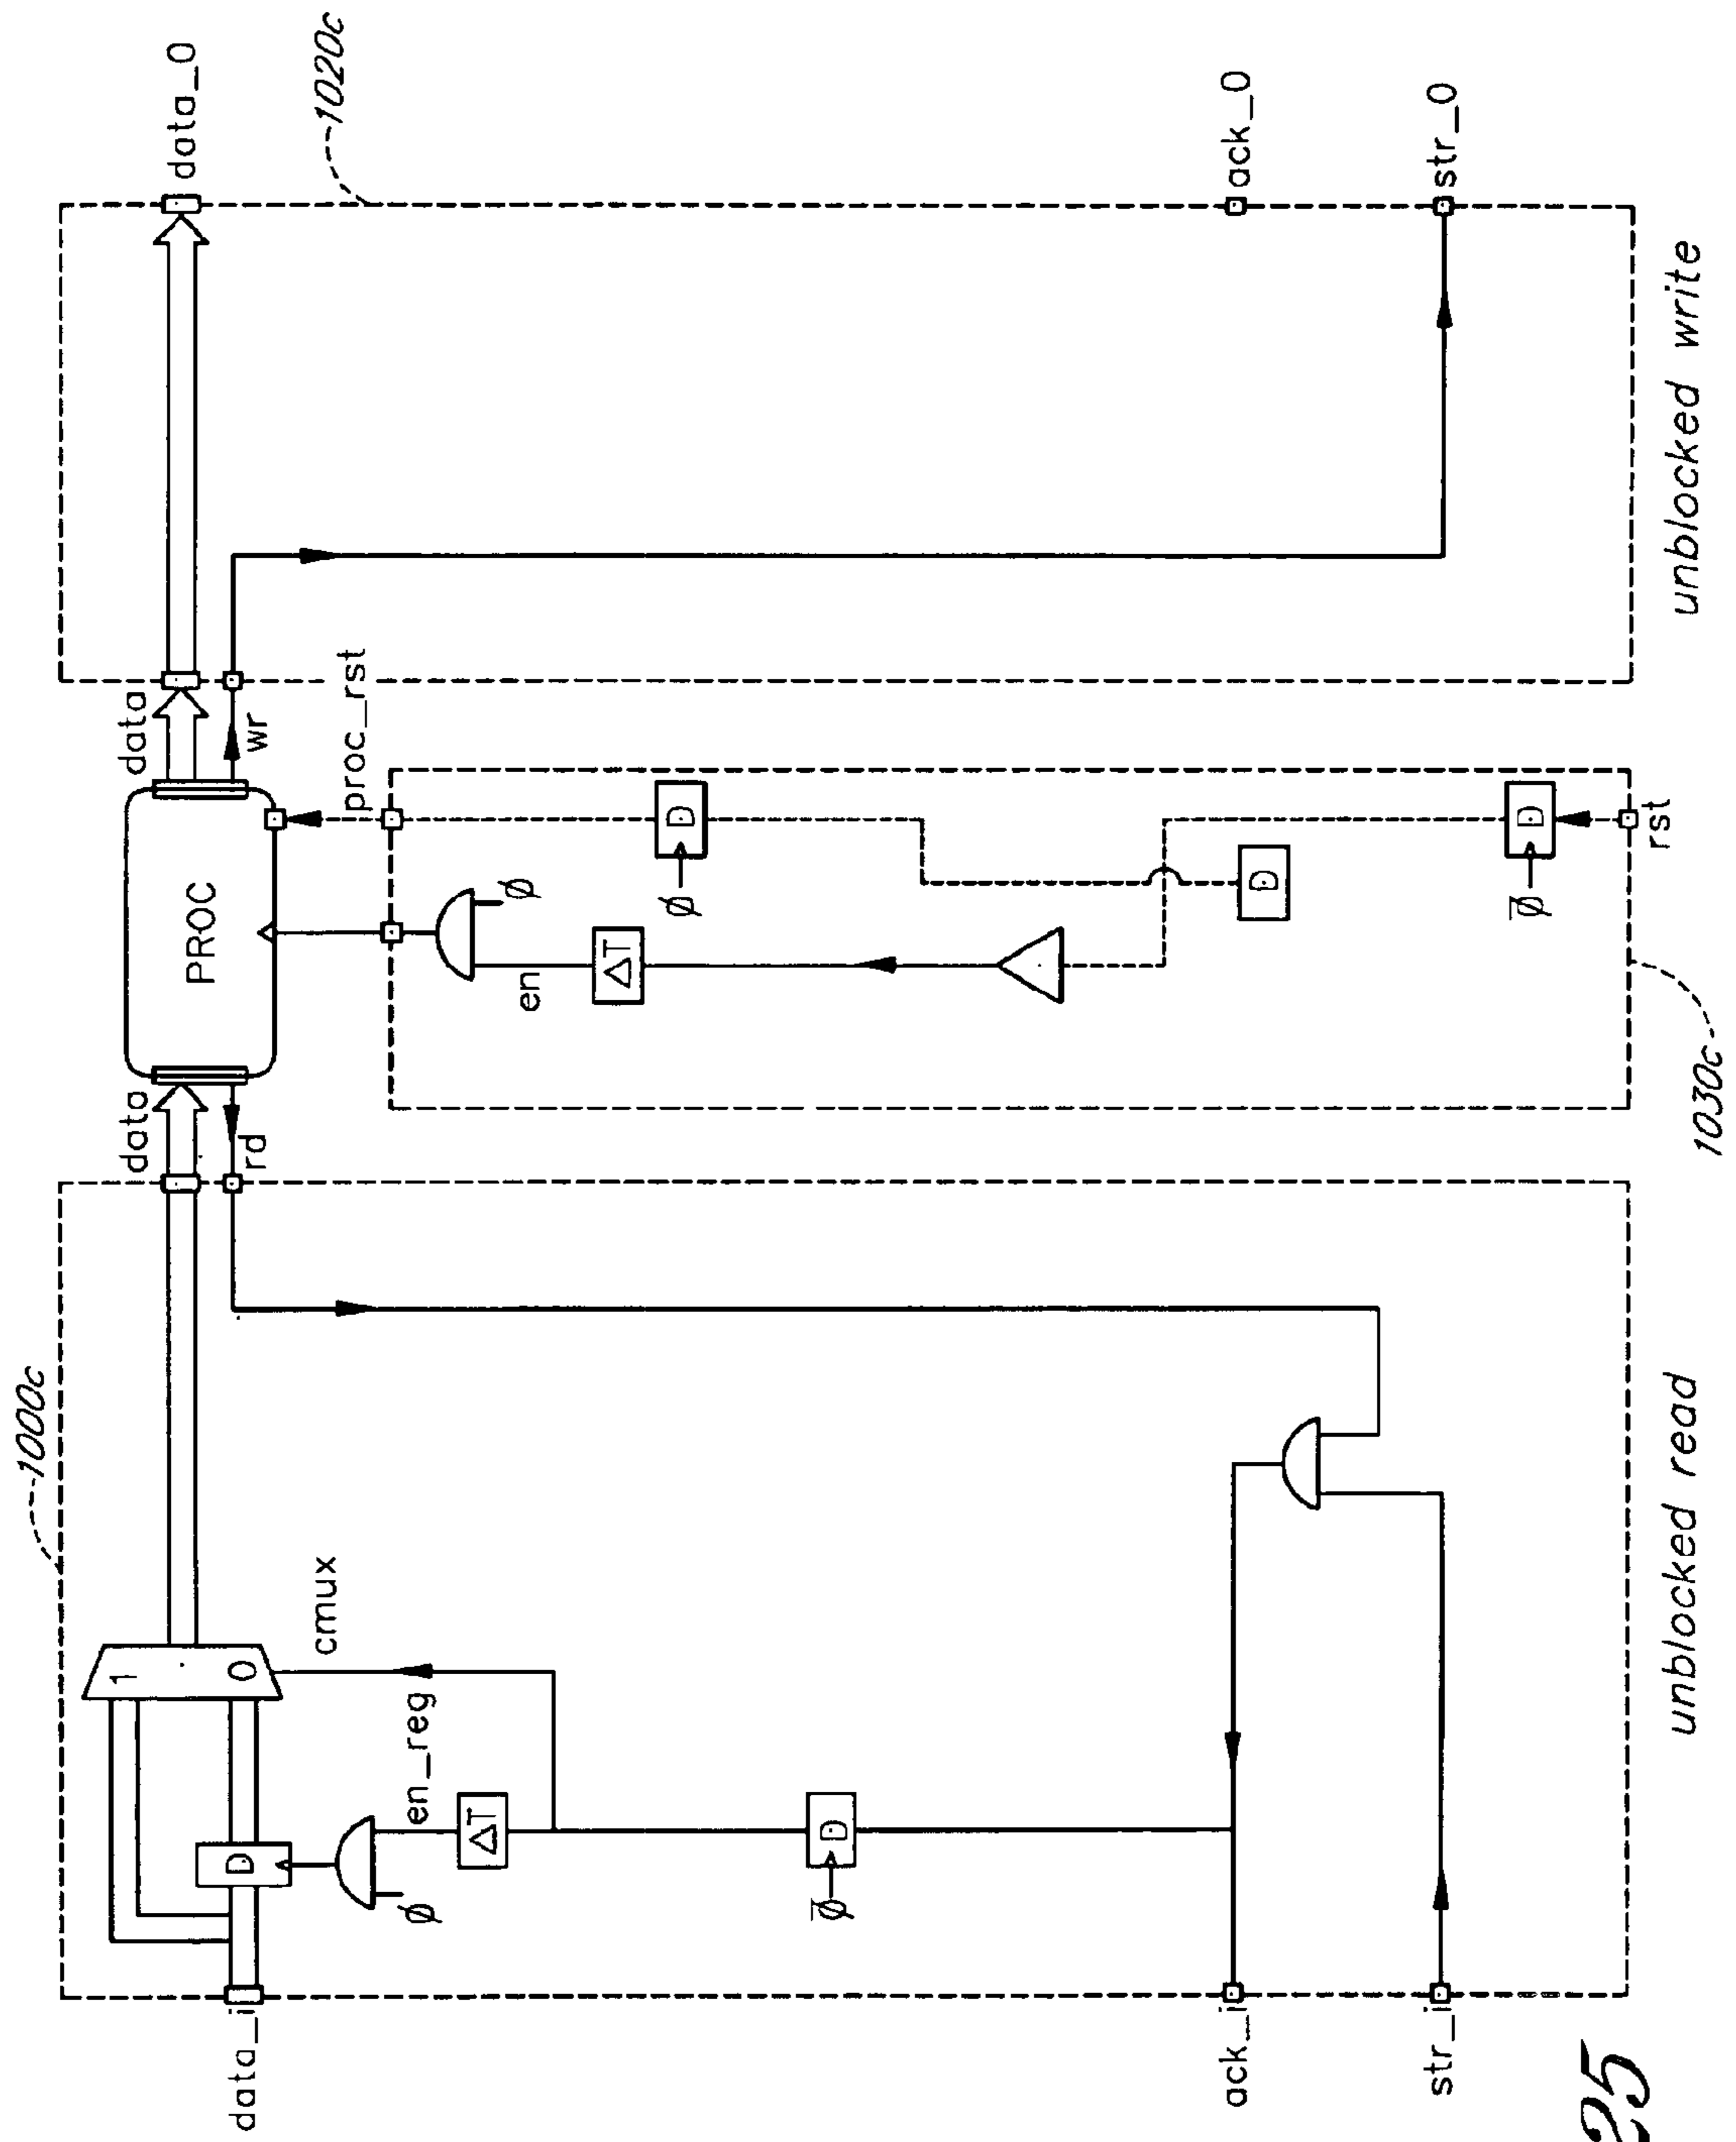 1000c
1020c
data_i
1
0
D
cmux
en_reg
ΔT
ø
D
ø̅
ack_i
str_i
data
rd
PROC
data
wr
proc_rst
ø
en
ΔT
D
ø
D
D
ø̅
rst
1030c
data_0
ack_0
str_0
unblocked read
unblocked write
25